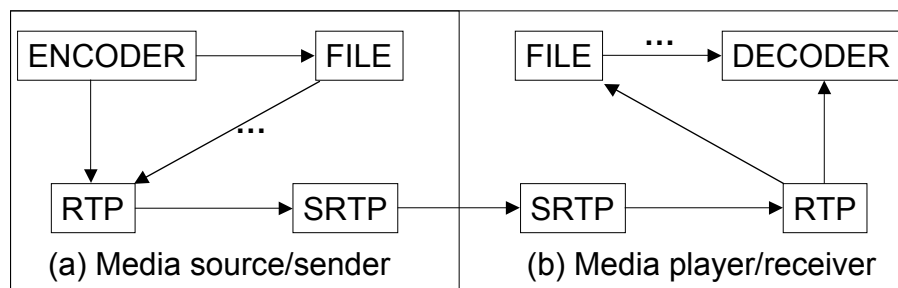 ENCODER
FILE
...
RTP
SRTP
(a) Media source/sender
FILE
...
DECODER
SRTP
RTP
(b) Media player/receiver